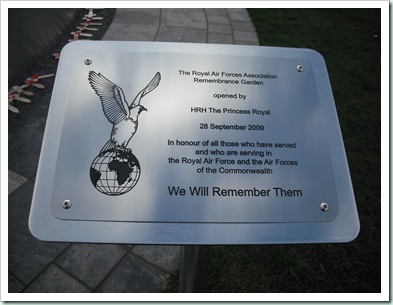 The Royal Air Forces Association
Remembrance Garden
opened by
HRH The Princess Royal
28 September 2009
In honour of all those who have served
and who are serving in
the Royal Air Force and the Air Forces
of the Commonwealth
We Will Remember Them